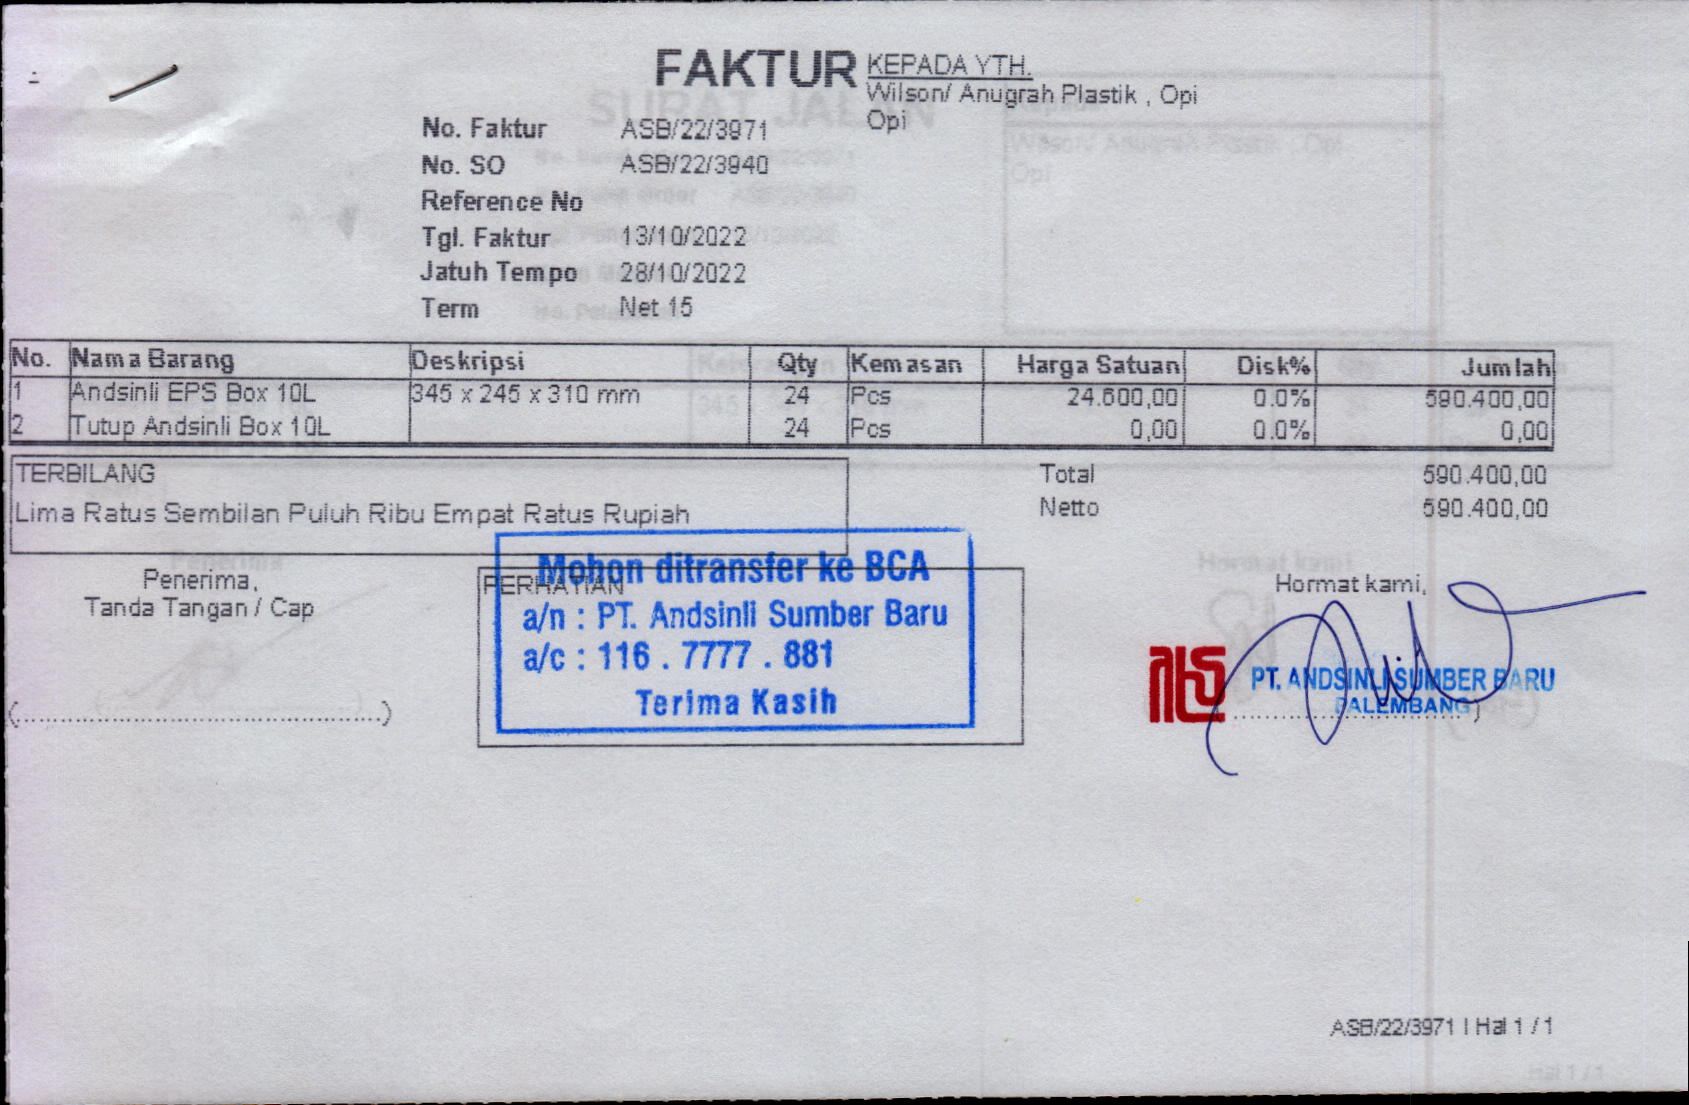 FAKTUR
KEPADA YTH.
Wilson/ Anugrah Plastik , Opi
Opi
No. Faktur ASB/22/3971
No. SO ASB/22/3940
Reference No
Tgl. Faktur 13/10/2022
Jatuh Tempo 28/10/2022
Term Net 15
No. Nama Barang Deskripsi Qty Kemasan Harga Satuan Disk% Jumlah
1 Andsinli EPS Box 10L 345 x 245 x 310 mm 24 Pcs 24.600,00 0.0% 590.400,00
2 Tutup Andsinli Box 10L 24 Pcs 0,00 0.0% 0,00
TERBILANG
Lima Ratus Sembilan Puluh Ribu Empat Ratus Rupiah
Total 590.400,00
Netto 590.400,00
Penerima,
Tanda Tangan / Cap
(..........................................)
PERHATIAN
Mohon ditransfer ke BCA
a/n : PT. Andsinli Sumber Baru
a/c : 116 . 7777 . 881
Terima Kasih
Hormat kami,
PT. ANDSINLI SUMBER BARU
PALEMBANG
ASB/22/3971 | Hal 1 / 1